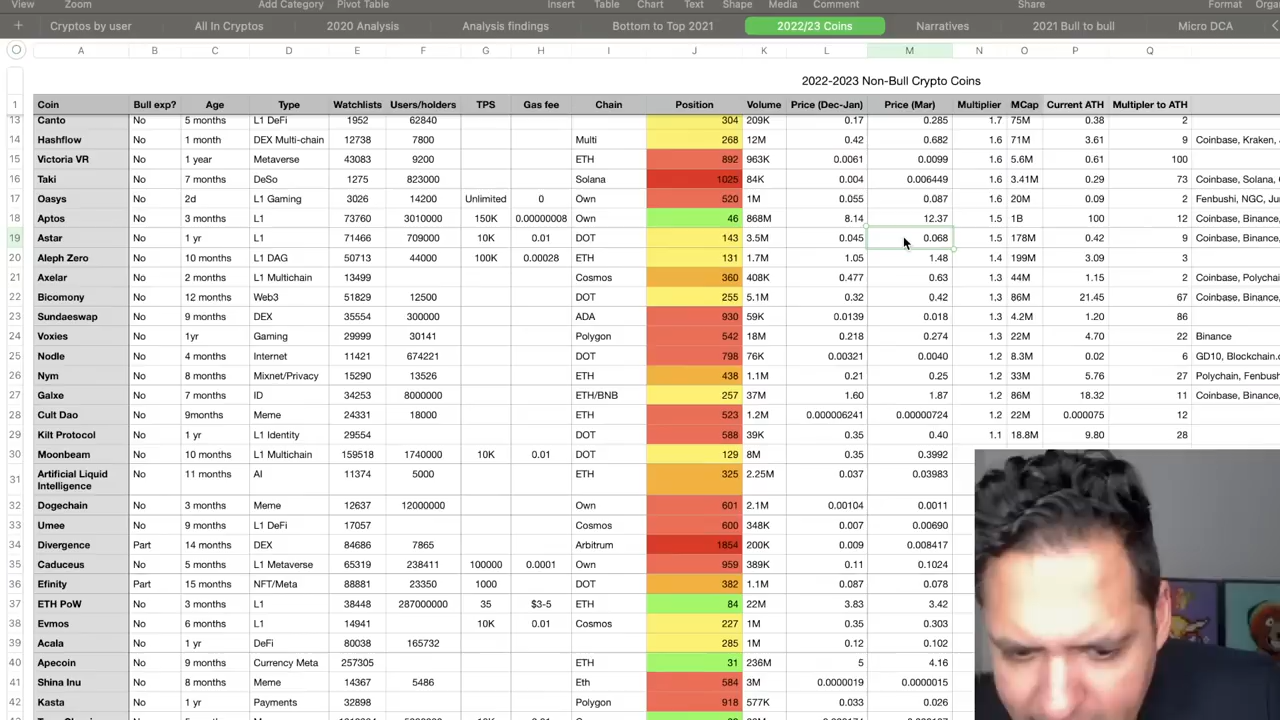 View Zoom Add Category Pivot Table Insert Table Chart Text Shape Media Comment Share Format Organ
+ Cryptos by user All In Cryptos 2020 Analysis Analysis findings Bottom to Top 2021 2022/23 Coins Narratives 2021 Bull to bull Micro DCA
A B C D E F G H I J K L M N O P Q
2022-2023 Non-Bull Crypto Coins
1 Coin Bull exp? Age Type Watchlists Users/holders TPS Gas fee Chain Position Volume Price (Dec-Jan) Price (Mar) Multiplier MCap Current ATH Multipler to ATH
13 Canto No 5 months L1 DeFi 1952 62840 304 209K 0.17 0.285 1.7 75M 0.38 2
14 Hashflow No 1 month DEX Multi-chain 12738 7800 Multi 268 12M 0.42 0.682 1.6 71M 3.61 9 Coinbase, Kraken,
15 Victoria VR No 1 year Metaverse 43083 9200 ETH 892 963K 0.0061 0.0099 1.6 5.6M 0.61 100
16 Taki No 7 months DeSo 1275 823000 Solana 1025 84K 0.004 0.006449 1.6 3.41M 0.29 73 Coinbase, Solana,
17 Oasys No 2d L1 Gaming 3026 14200 Unlimited 0 Own 520 1M 0.055 0.087 1.6 20M 0.09 2 Fenbushi, NGC,
18 Aptos No 3 months L1 73760 3010000 150K 0.00000008 Own 46 868M 8.14 12.37 1.5 1B 100 12 Coinbase, Binance,
19 Astar No 1 yr L1 71466 709000 10K 0.01 DOT 143 3.5M 0.045 0.068 1.5 178M 0.42 9 Coinbase, Binance,
20 Aleph Zero No 10 months L1 DAG 50713 44000 100K 0.00028 ETH 131 1.7M 1.05 1.48 1.4 199M 3.09 3
21 Axelar No 2 months L1 Multichain 13499 Cosmos 360 408K 0.477 0.63 1.3 44M 1.15 2 Coinbase, Polychai
22 Bicomony No 12 months Web3 51829 12500 DOT 255 5.1M 0.32 0.42 1.3 86M 21.45 67 Coinbase, Binance,
23 Sundaeswap No 9 months DEX 35554 300000 ADA 930 59K 0.0139 0.018 1.3 4.2M 1.20 86
24 Voxies No 1yr Gaming 29999 30141 Polygon 542 18M 0.218 0.274 1.3 22M 4.70 22 Binance
25 Nodle No 4 months Internet 11421 674221 DOT 798 76K 0.00321 0.0040 1.2 8.3M 0.02 6 GD10, Blockchain.c
26 Nym No 8 months Mixnet/Privacy 15290 13526 ETH 438 1.1M 0.21 0.25 1.2 33M 5.76 27 Polychain, Fenbus
27 Galxe No 7 months ID 34253 8000000 ETH/BNB 257 37M 1.60 1.87 1.2 86M 18.32 11 Coinbase, Binance,
28 Cult Dao No 9months Meme 24331 18000 ETH 523 1.2M 0.000006241 0.00000724 1.2 22M 0.000075 12
29 Kilt Protocol No 1 yr L1 Identity 29554 DOT 588 39K 0.35 0.40 1.1 18.8M 9.80 28
30 Moonbeam No 10 months L1 Multichain 159518 1740000 10K 0.01 DOT 129 8M 0.35 0.3992
31 Artificial Liquid Intelligence No 11 months AI 11374 5000 ETH 325 2.25M 0.037 0.03983
32 Dogechain No 3 months Meme 12637 12000000 Own 601 2.1M 0.00104 0.0011
33 Umee No 9 months L1 DeFi 17057 Cosmos 600 348K 0.007 0.00690
34 Divergence Part 14 months DEX 84686 7865 Arbitrum 1854 200K 0.009 0.008417
35 Caduceus No 5 months L1 Metaverse 65319 238411 100000 0.0001 Own 959 389K 0.11 0.1024
36 Efinity Part 15 months NFT/Meta 88881 23350 1000 DOT 382 1.1M 0.087 0.078
37 ETH PoW No 3 months L1 38448 287000000 35 $3-5 ETH 84 22M 3.83 3.42
38 Evmos No 6 months L1 14941 10K 0.01 Cosmos 227 1M 0.35 0.303
39 Acala No 1 yr DeFi 80038 165732 285 1M 0.12 0.102
40 Apecoin No 9 months Currency Meta 257305 ETH 31 236M 5 4.16
41 Shina Inu No 8 months Meme 14367 5486 Eth 584 3M 0.0000019 0.0000015
42 Kasta No 1 yr Payments 32898 Polygon 918 577K 0.033 0.026